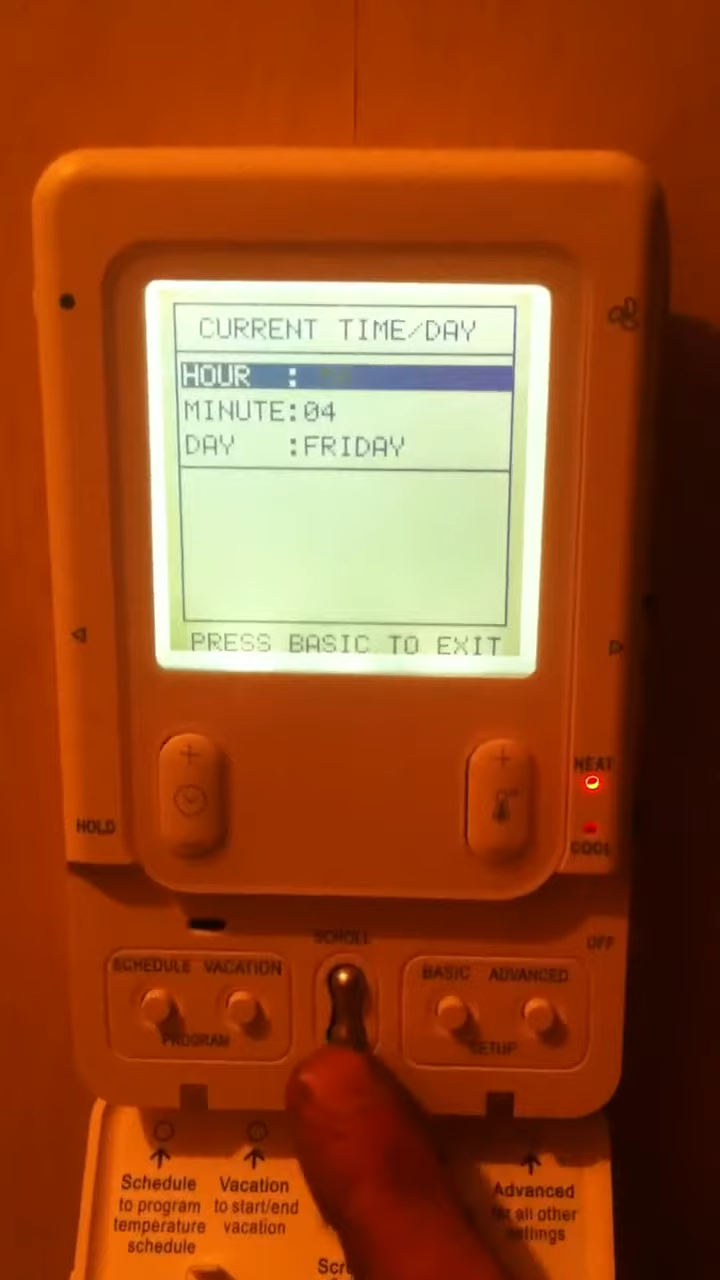 CURRENT TIME/DAY
HOUR :
MINUTE:04
DAY :FRIDAY
PRESS BASIC TO EXIT
HEAT
COOL
HOLD
OFF
SCROLL
SCHEDULE VACATION
PROGRAM
BASIC ADVANCED
SETUP
Schedule
to program
temperature
schedule
Vacation
to start/end
vacation
Advanced
for all other
settings